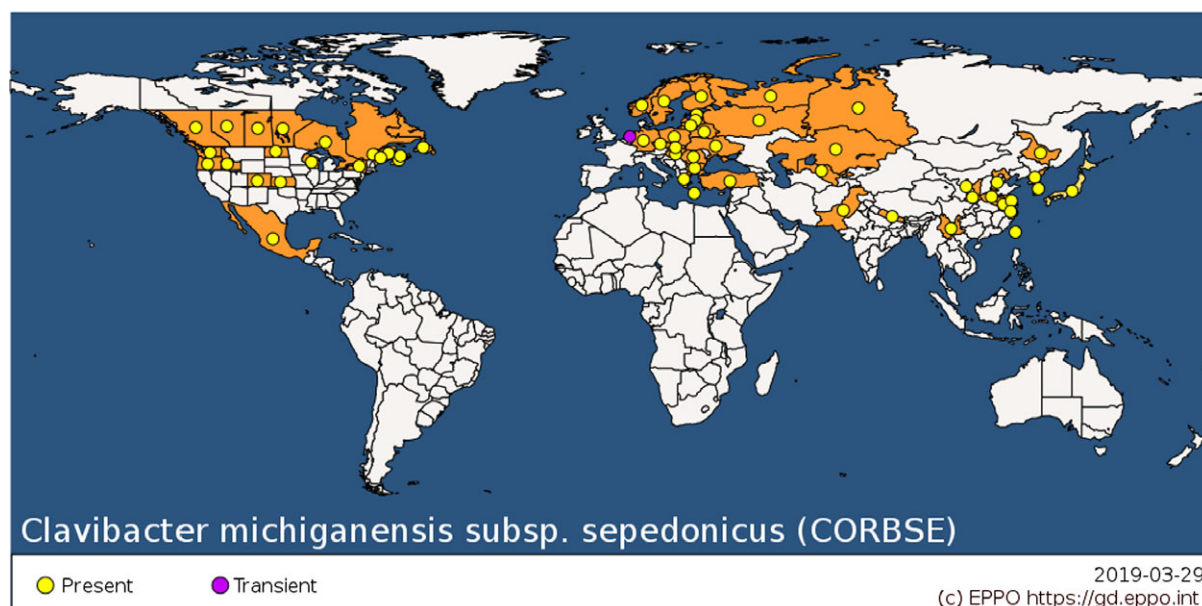 Clavibacter michiganensis subsp. sepedonicus (CORBSE)
Present
Transient
2019-03-29
(c) EPPO https://gd.eppo.int